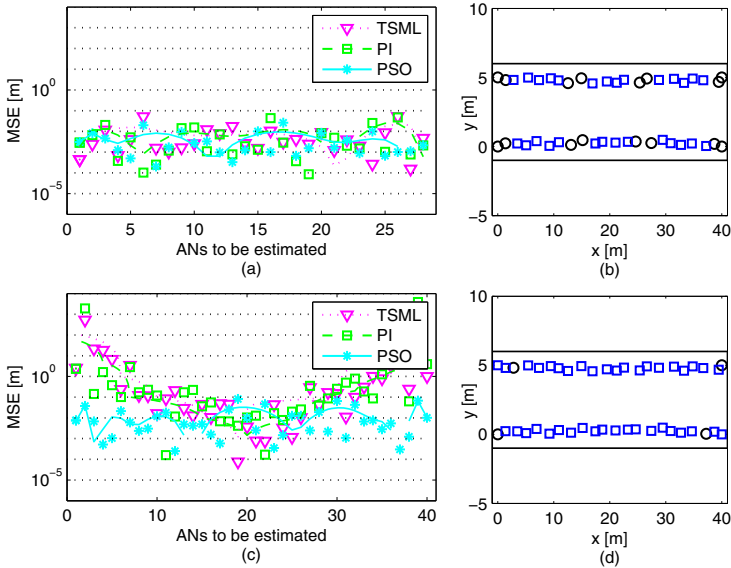 TSML
PI
PSO
MSE [m]
10^0
10^-5
0 5 10 15 20 25
ANs to be estimated
(a)
y [m]
10
5
0
−5
0 10 20 30 40
x [m]
(b)
TSML
PI
PSO
MSE [m]
10^0
10^-5
0 10 20 30 40
ANs to be estimated
(c)
y [m]
10
5
0
−5
0 10 20 30 40
x [m]
(d)